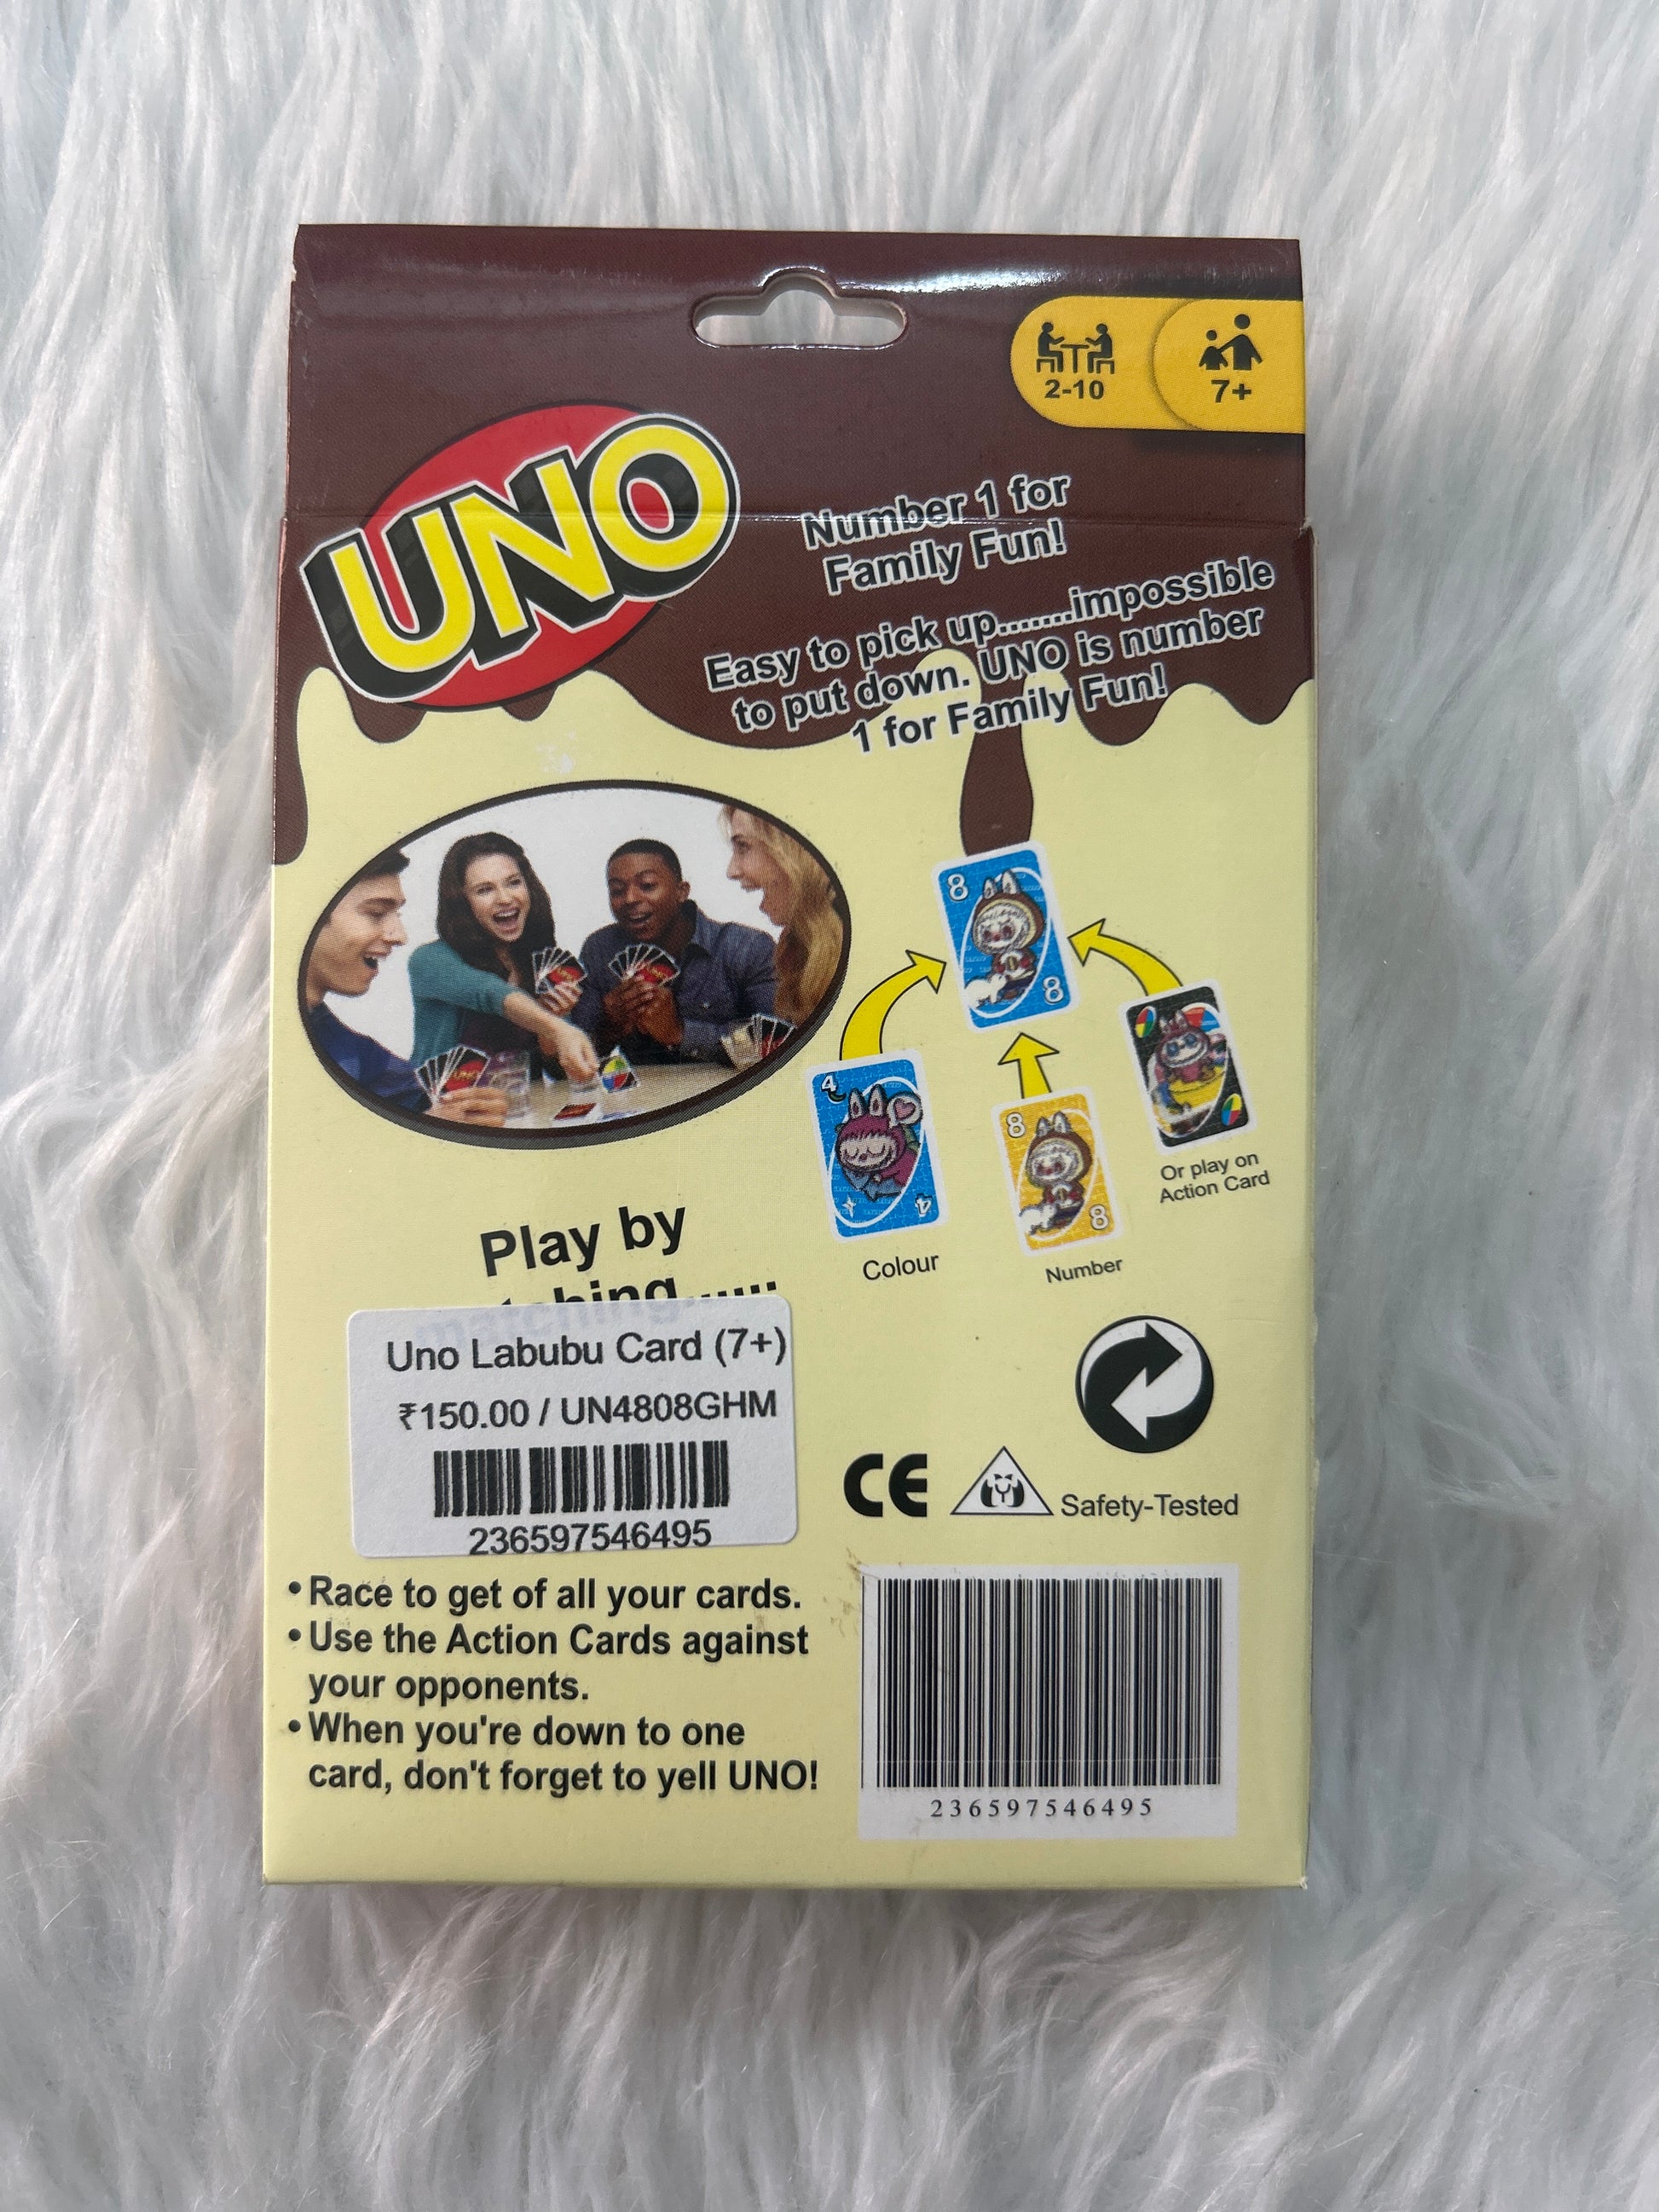 2-10
7+
UNO
Number 1 for
Family Fun!
Easy to pick up.......impossible
to put down. UNO is number
1 for Family Fun!
8
8
4
4
8
8
Colour
Number
Or play on
Action Card
Play by
matching......
Uno Labubu Card (7+)
₹150.00 / UN4808GHM
236597546495
CE
Safety-Tested
• Race to get of all your cards.
• Use the Action Cards against
your opponents.
• When you're down to one
card, don't forget to yell UNO!
236597546495